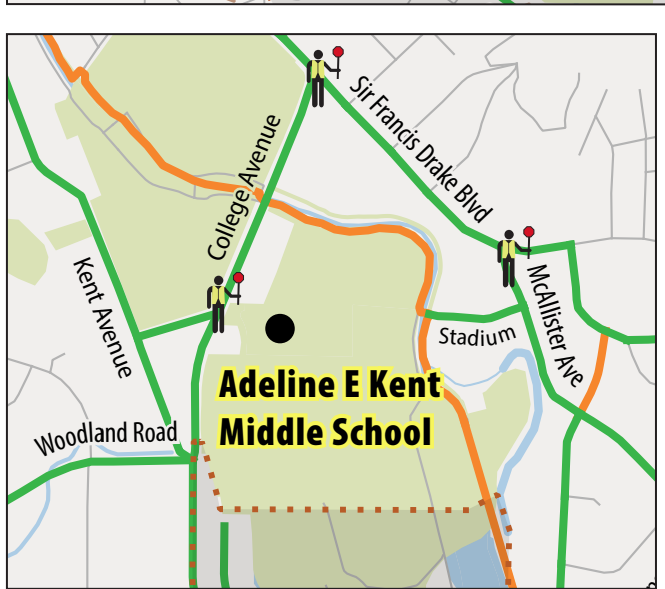 Sir Francis Drake Blvd
College Avenue
Kent Avenue
McAllister Ave
Stadium
Adeline E Kent
Middle School
Woodland Road